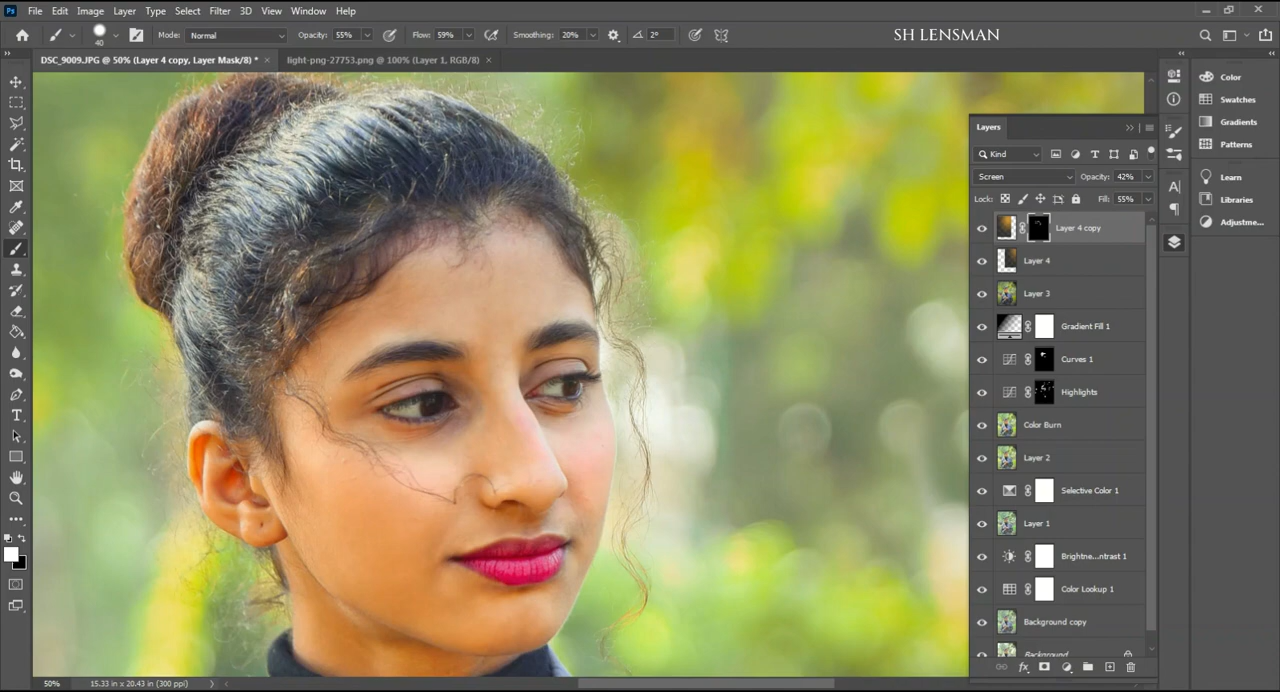 Ps File Edit Image Layer Type Select Filter 3D View Window Help
40 Mode: Normal Opacity: 55% Flow: 59% Smoothing: 20% 2° SH LENSMAN
DSC_9009.JPG @ 50% (Layer 4 copy, Layer Mask/8) * × light-png-27753.png @ 100% (Layer 1, RGB/8) ×
Layers
Kind
Screen Opacity: 42%
Lock: Fill: 55%
Layer 4 copy
Layer 4
Layer 3
Gradient Fill 1
Curves 1
Highlights
Color Burn
Layer 2
Selective Color 1
Layer 1
Brightne...ntrast 1
Color Lookup 1
Background copy
Background
Color
Swatches
Gradients
Patterns
Learn
Libraries
Adjustme...
50% 15.33 in x 20.43 in (300 ppi)